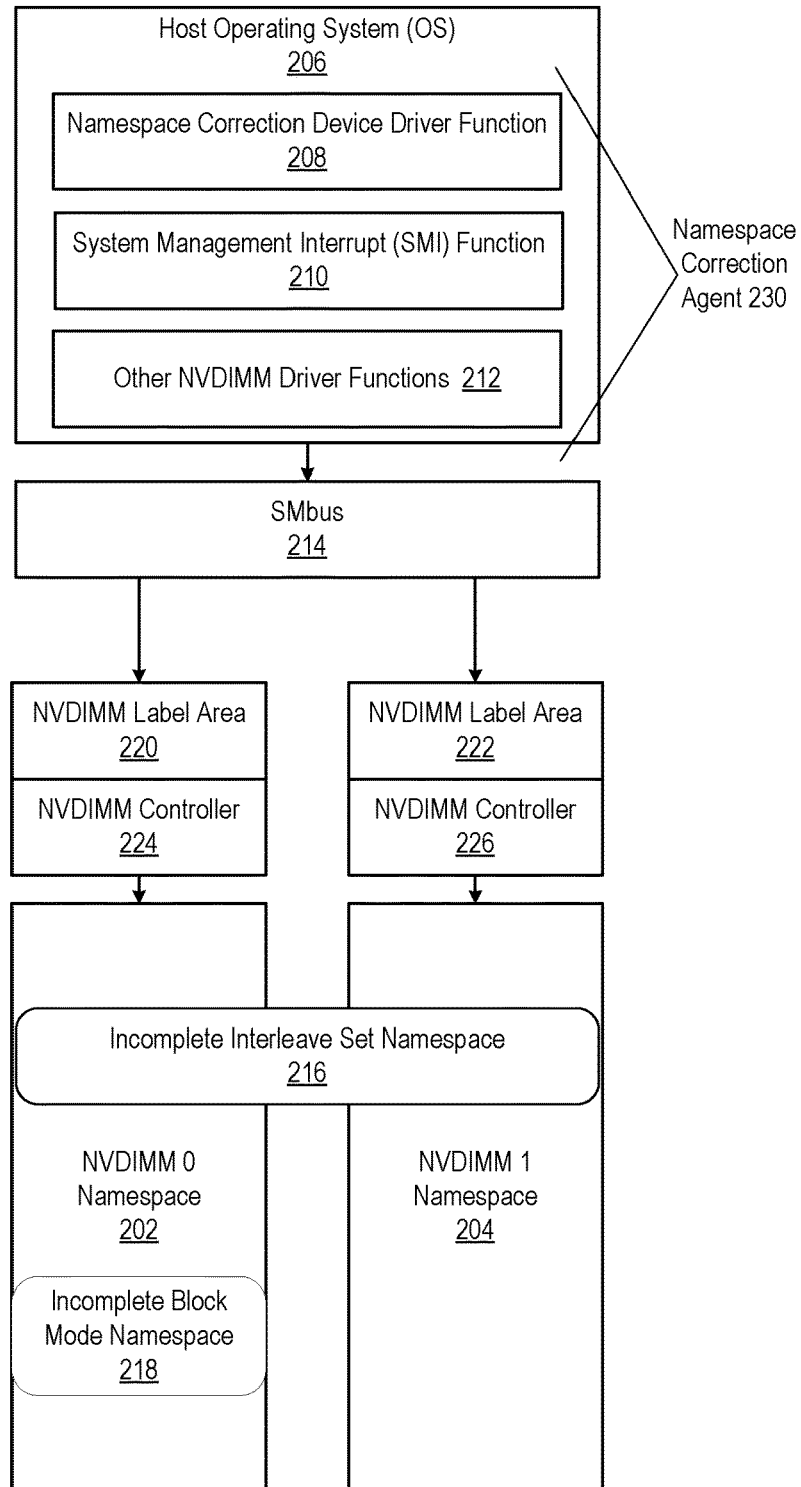 Host Operating System (OS)
206
Namespace Correction Device Driver Function
208
System Management Interrupt (SMI) Function
210
Other NVDIMM Driver Functions 212
Namespace
Correction
Agent 230
SMbus
214
NVDIMM Label Area
220
NVDIMM Controller
224
NVDIMM Label Area
222
NVDIMM Controller
226
Incomplete Interleave Set Namespace
216
NVDIMM 0
Namespace
202
NVDIMM 1
Namespace
204
Incomplete Block
Mode Namespace
218